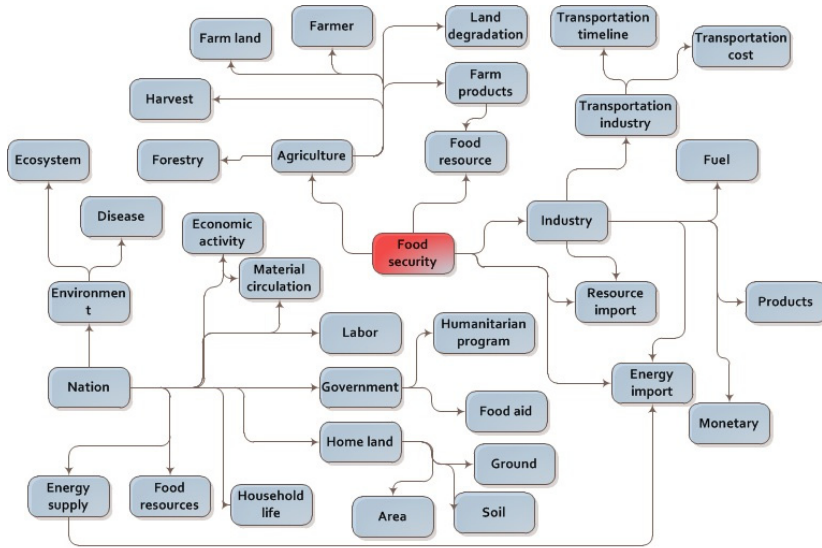 Land
degradation
Transportation
timeline
Farmer
Farm land
Transportation
cost
Farm
products
Harvest
Transportation
industry
Food
resource
Ecosystem
Forestry
Agriculture
Fuel
Disease
Economic
activity
Industry
Food
security
Material
circulation
Environmen
t
Resource
import
Products
Labor
Humanitarian
program
Nation
Government
Energy
import
Food aid
Monetary
Home land
Ground
Energy
supply
Food
resources
Household
life
Area
Soil